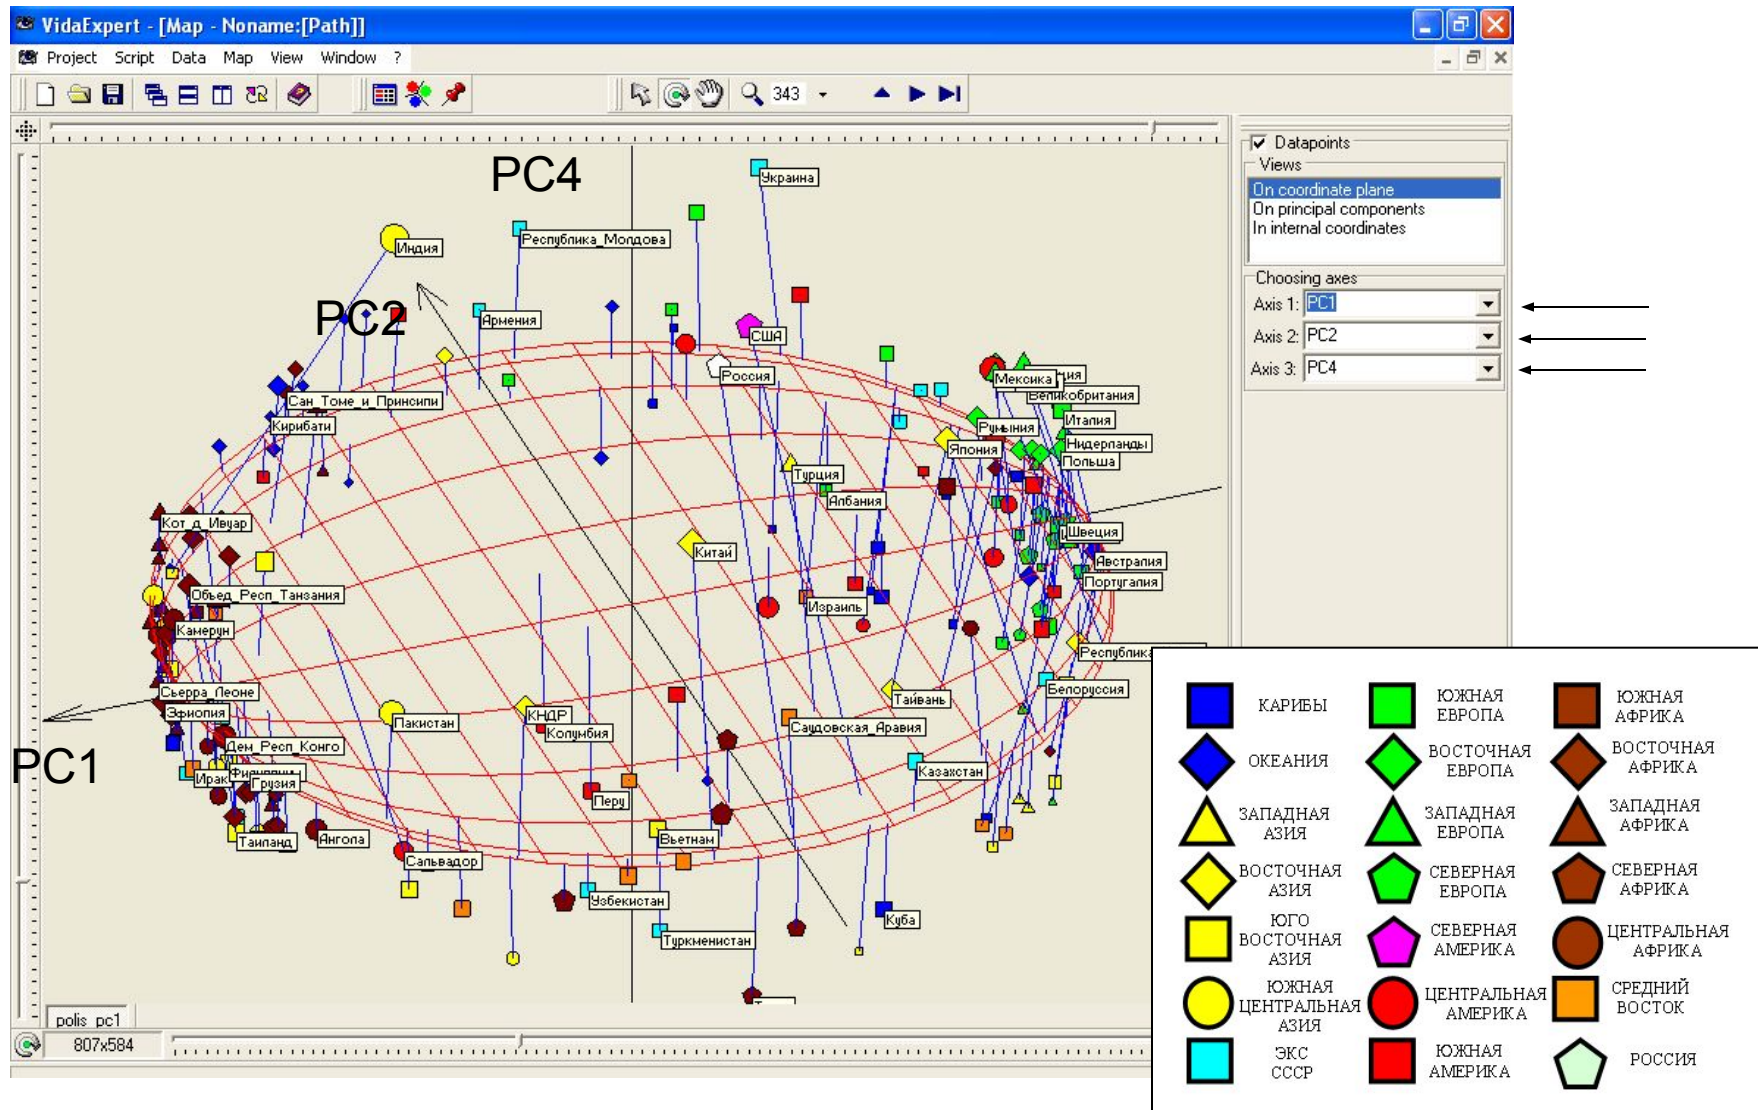 VidaExpert - [Map - Noname:[Path]]
Project Script Data Map View Window ?
343
PC4
PC2
PC1
Украина
Индия
Республика_Молдова
Армения
США
Россия
Мексика
Великобритания
Италия
Румыния
Нидерланды
Япония
Польша
Сан_Томе_и_Принсипи
Кирибати
Турция
Албания
Кот_д_Ивуар
Швеция
Китай
Австралия
Португалия
Объед_Респ_Танзания
Израиль
Камерун
Республика
Сьерра_Леоне
Эфиопия
Белоруссия
Тайвань
Пакистан
КНДР
Колумбия
Саудовская_Аравия
Дем_Респ_Конго
Ирак
Грузия
Казахстан
Перу
Таиланд
Ангола
Вьетнам
Сальвадор
Узбекистан
Куба
Туркменистан
polis_pc1
807x584
Datapoints
Views
On coordinate plane
On principal components
In internal coordinates
Choosing axes
Axis 1: PC1
Axis 2: PC2
Axis 3: PC4
КАРИБЫ
ОКЕАНИЯ
ЗАПАДНАЯ
АЗИЯ
ВОСТОЧНАЯ
АЗИЯ
ЮГО
ВОСТОЧНАЯ
АЗИЯ
ЮЖНАЯ
ЦЕНТРАЛЬНАЯ
АЗИЯ
ЭКС
СССР
ЮЖНАЯ
ЕВРОПА
ВОСТОЧНАЯ
ЕВРОПА
ЗАПАДНАЯ
ЕВРОПА
СЕВЕРНАЯ
ЕВРОПА
СЕВЕРНАЯ
АМЕРИКА
ЦЕНТРАЛЬНАЯ
АМЕРИКА
ЮЖНАЯ
АМЕРИКА
ЮЖНАЯ
АФРИКА
ВОСТОЧНАЯ
АФРИКА
ЗАПАДНАЯ
АФРИКА
СЕВЕРНАЯ
АФРИКА
ЦЕНТРАЛЬНАЯ
АФРИКА
СРЕДНИЙ
ВОСТОК
РОССИЯ